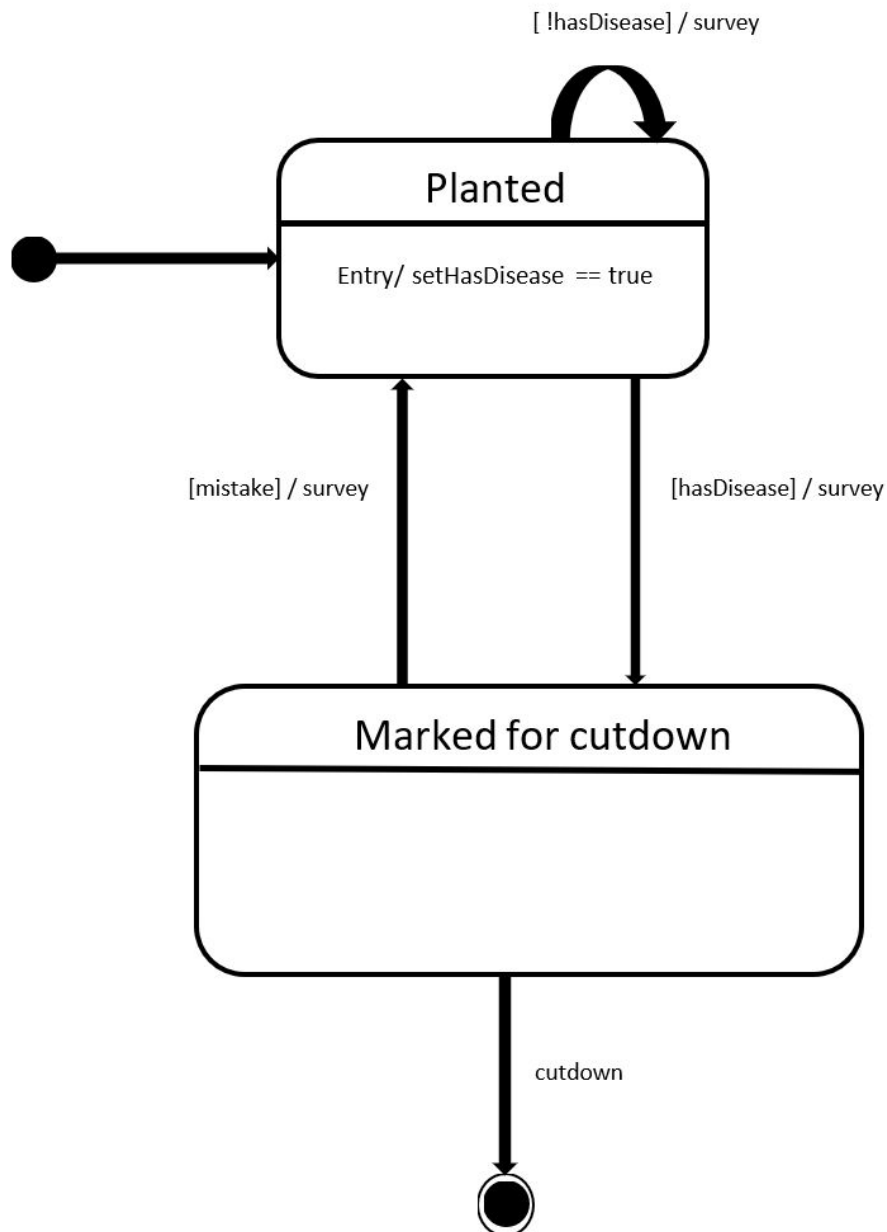 [ !hasDisease] / survey
Planted
Entry/ setHasDisease == true
[mistake] / survey
[hasDisease] / survey
Marked for cutdown
cutdown